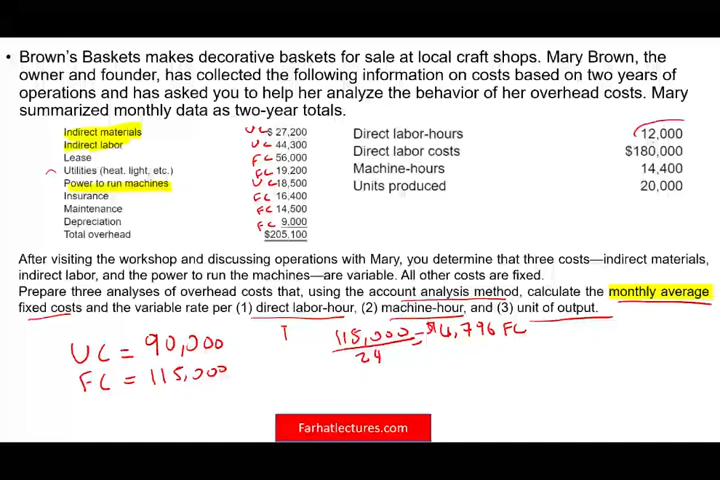 • Brown's Baskets makes decorative baskets for sale at local craft shops. Mary Brown, the
owner and founder, has collected the following information on costs based on two years of
operations and has asked you to help her analyze the behavior of her overhead costs. Mary
summarized monthly data as two-year totals.
Indirect materials VC $ 27,200
Indirect labor VC 44,300
Lease FC 56,000
Utilities (heat. light, etc.) FC 19,200
Power to run machines VC 18,500
Insurance FC 16,400
Maintenance FC 14,500
Depreciation FC 9,000
Total overhead $205,100
Direct labor-hours 12,000
Direct labor costs $180,000
Machine-hours 14,400
Units produced 20,000
After visiting the workshop and discussing operations with Mary, you determine that three costs—indirect materials,
indirect labor, and the power to run the machines—are variable. All other costs are fixed.
Prepare three analyses of overhead costs that, using the account analysis method, calculate the monthly average
fixed costs and the variable rate per (1) direct labor-hour, (2) machine-hour, and (3) unit of output.
VC = 90,000
FC = 115,000
115,000
24
= $4,796 FC
Farhatlectures.com